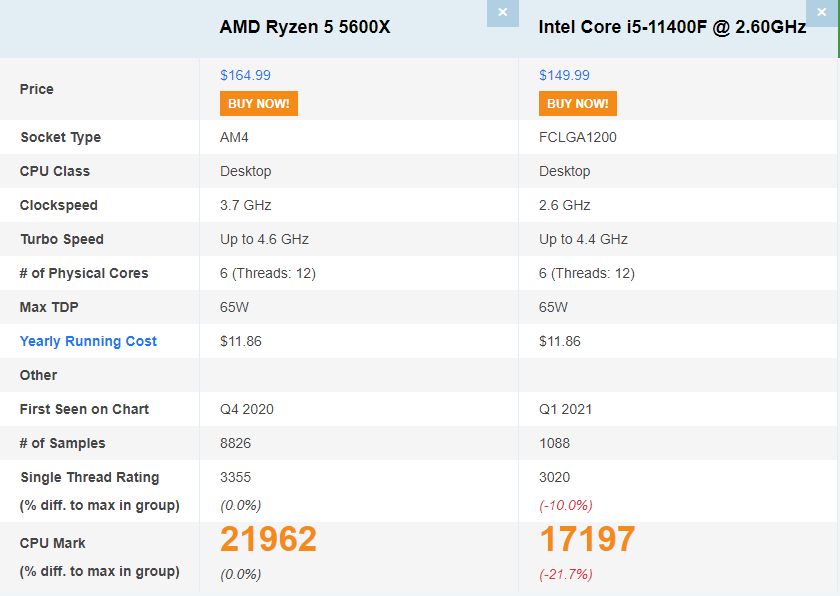 AMD Ryzen 5 5600X × Intel Core i5-11400F @ 2.60GHz ×
Price $164.99 $149.99
BUY NOW! BUY NOW!
Socket Type AM4 FCLGA1200
CPU Class Desktop Desktop
Clockspeed 3.7 GHz 2.6 GHz
Turbo Speed Up to 4.6 GHz Up to 4.4 GHz
# of Physical Cores 6 (Threads: 12) 6 (Threads: 12)
Max TDP 65W 65W
Yearly Running Cost $11.86 $11.86
Other
First Seen on Chart Q4 2020 Q1 2021
# of Samples 8826 1088
Single Thread Rating 3355 3020
(% diff. to max in group) (0.0%) (-10.0%)
CPU Mark 21962 17197
(% diff. to max in group) (0.0%) (-21.7%)